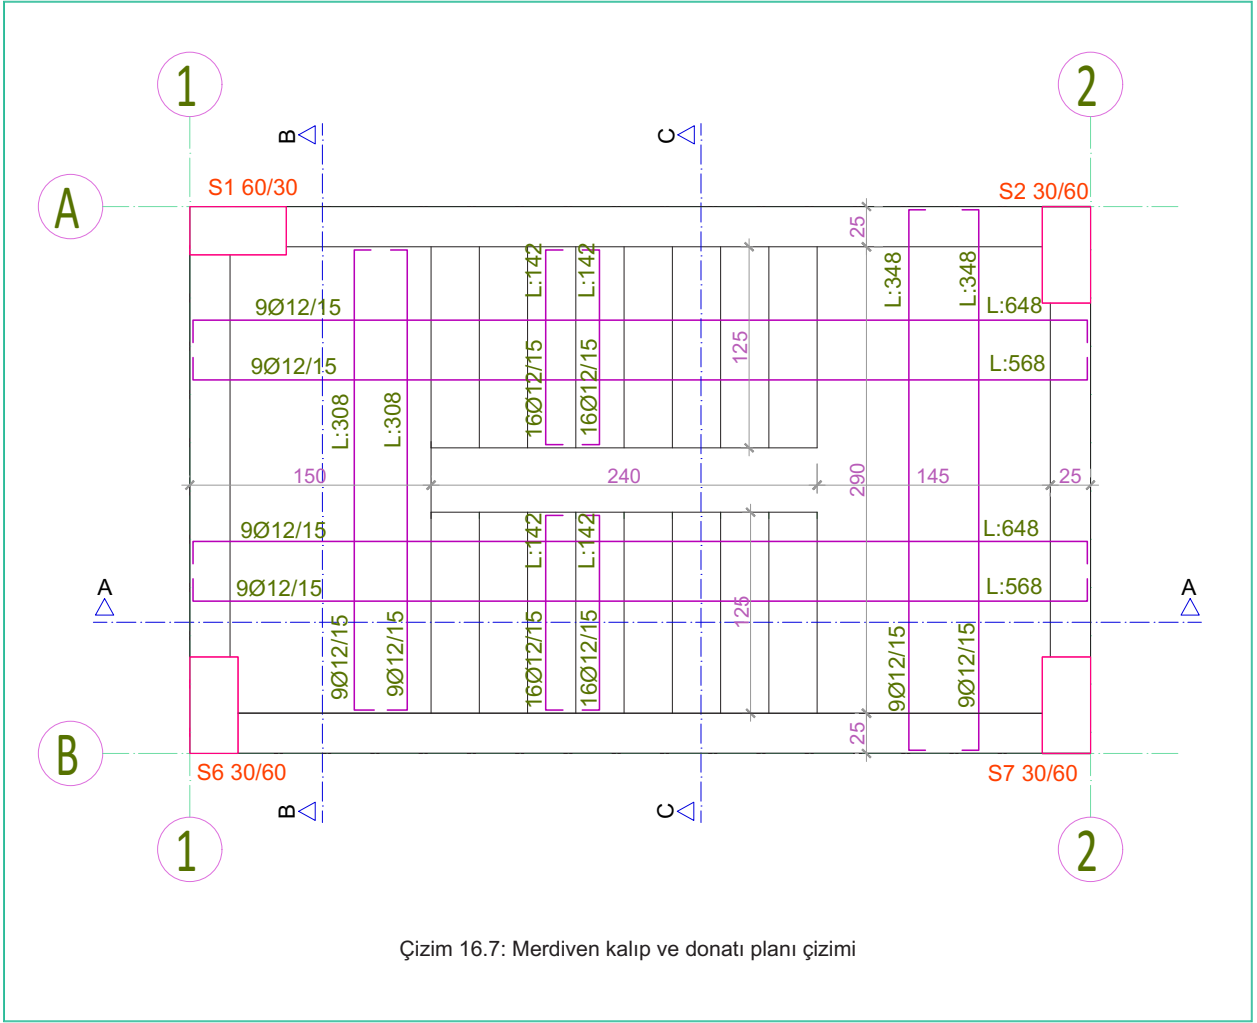 1
2
B
C
A
S1 60/30
S2 30/60
25
L:142
L:142
L:348
L:348
9Ø12/15
L:648
125
16Ø12/15
16Ø12/15
9Ø12/15
L:568
L:308
L:308
150
240
290
145
25
9Ø12/15
L:142
L:142
L:648
9Ø12/15
L:568
A
A
125
9Ø12/15
9Ø12/15
16Ø12/15
16Ø12/15
9Ø12/15
9Ø12/15
25
B
S6 30/60
S7 30/60
B
C
1
2
Çizim 16.7: Merdiven kalıp ve donatı planı çizimi